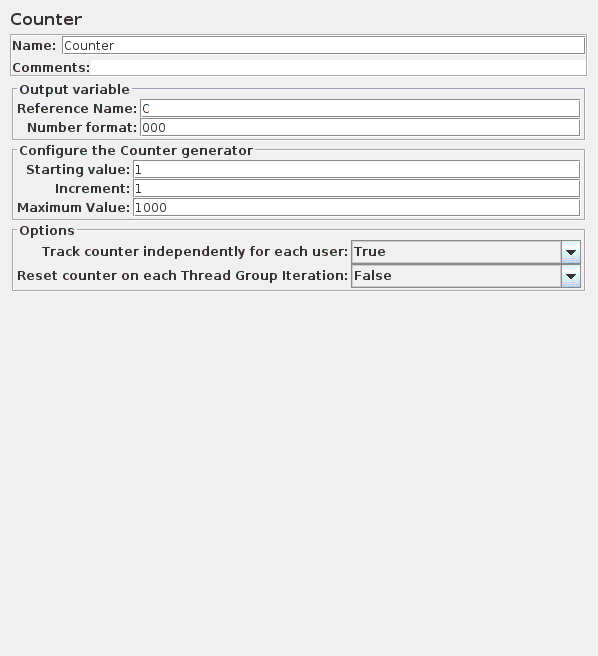 Counter
Name: Counter
Comments:
Output variable
Reference Name: C
Number format: 000
Configure the Counter generator
Starting value: 1
Increment: 1
Maximum Value: 1000
Options
Track counter independently for each user: True
Reset counter on each Thread Group Iteration: False